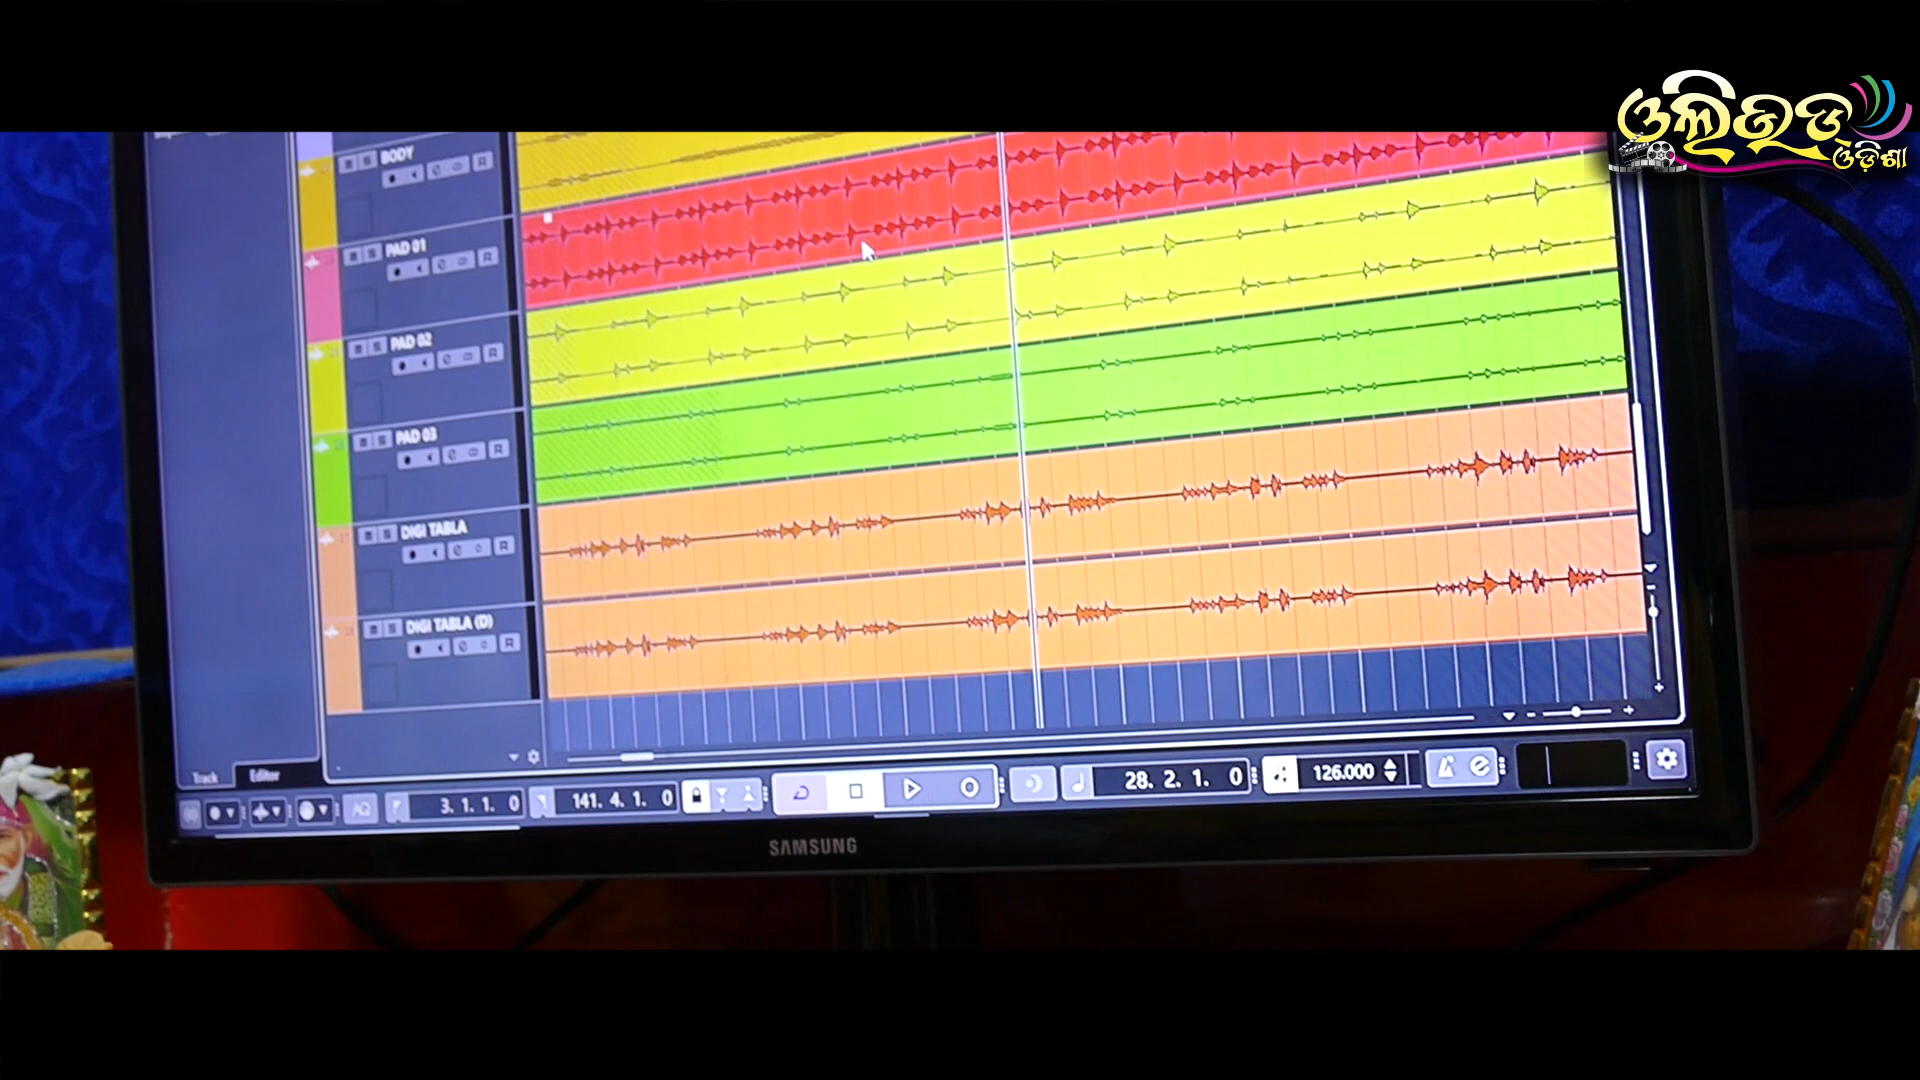 ଓଲିଉଡ୍
ଓଡ଼ିଶା
BODY
R
PAD 01
R
PAD 02
R
PAD 03
R
DIGI TABLA
R
DIGI TABLA (D)
R
Track Editor
AQ 3. 1. 1. 0 141. 4. 1. 0 28. 2. 1. 0 126.000
SAMSUNG